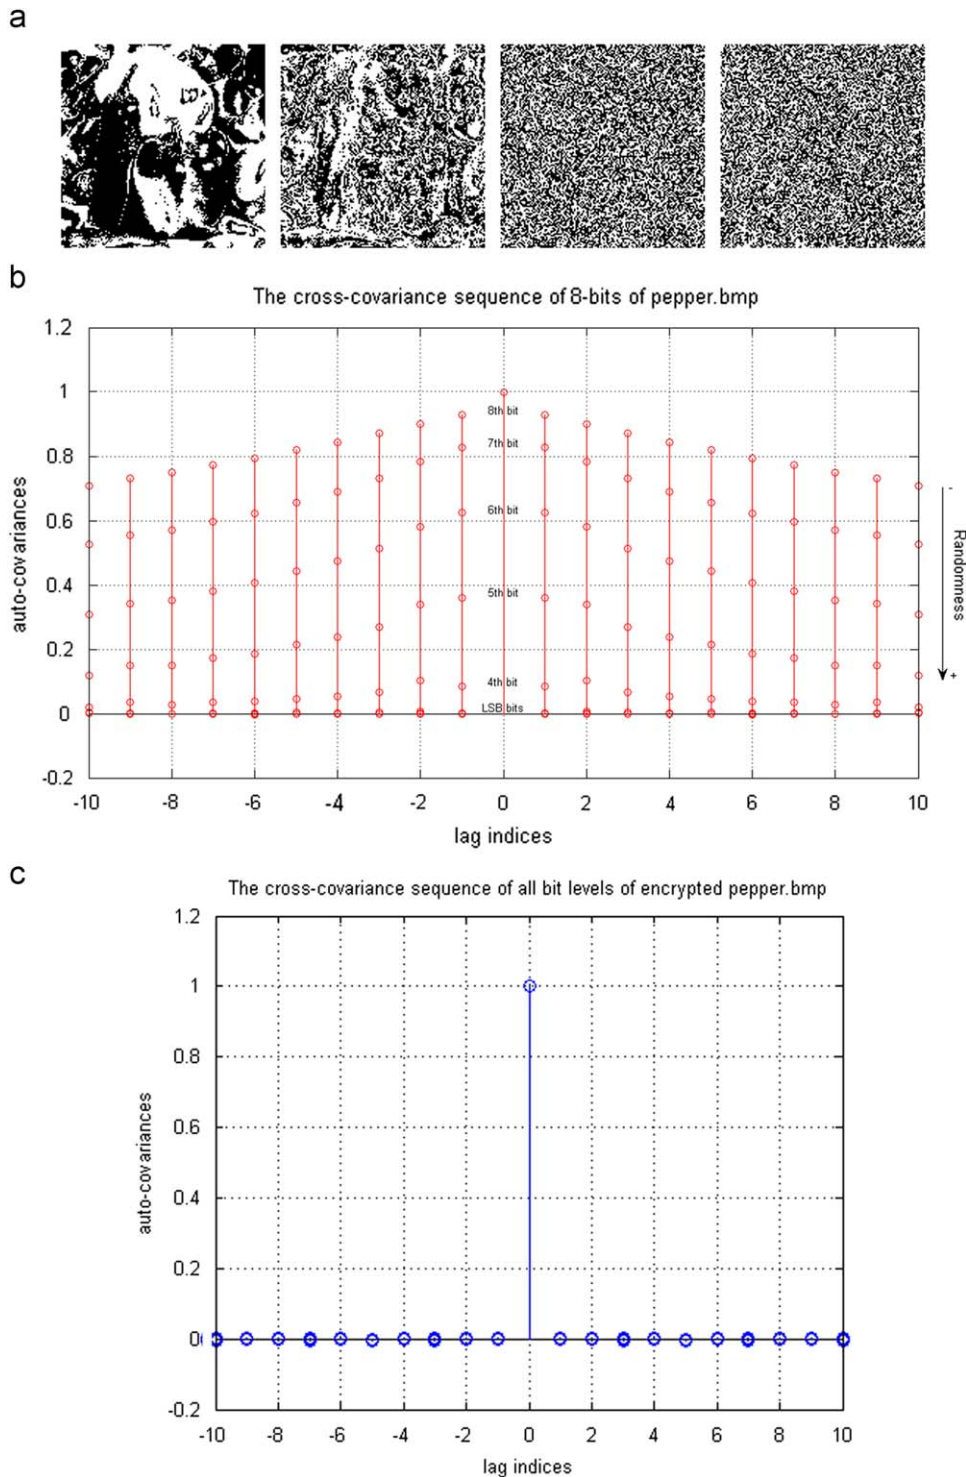 a
b
The cross-covariance sequence of 8-bits of pepper.bmp
1.2
1
0.8
0.6
0.4
0.2
0
-0.2
auto-covariances
8th bit
7th bit
6th bit
5th bit
4th bit
LSB bits
-
Randomness
+
-10 -8 -6 -4 -2 0 2 4 6 8 10
lag indices
c
The cross-covariance sequence of all bit levels of encrypted pepper.bmp
1.2
1
0.8
0.6
0.4
0.2
0
-0.2
auto-covariances
-10 -8 -6 -4 -2 0 2 4 6 8 10
lag indices